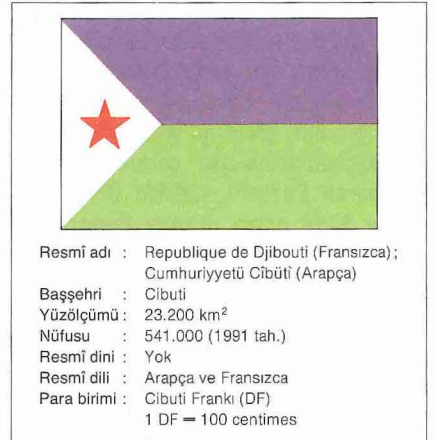 Resmî adı : Republique de Djibouti (Fransızca);
Cumhuriyyetü Cîbûtî (Arapça)
Başşehri : Cibuti
Yüzölçümü : 23.200 km²
Nüfusu : 541.000 (1991 tah.)
Resmî dini : Yok
Resmî dili : Arapça ve Fransızca
Para birimi : Cibuti Frankı (DF)
1 DF = 100 centimes